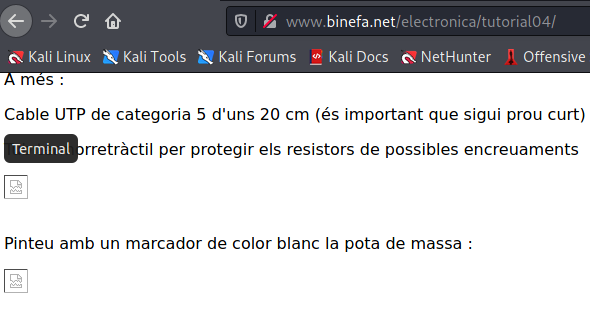 www.binefa.net/electronica/tutorial04/
Kali Linux Kali Tools Kali Forums Kali Docs NetHunter Offensive
A més :
Cable UTP de categoria 5 d'uns 20 cm (és important que sigui prou curt)
Terminal orretràctil per protegir els resistors de possibles encreuaments
Pinteu amb un marcador de color blanc la pota de massa :